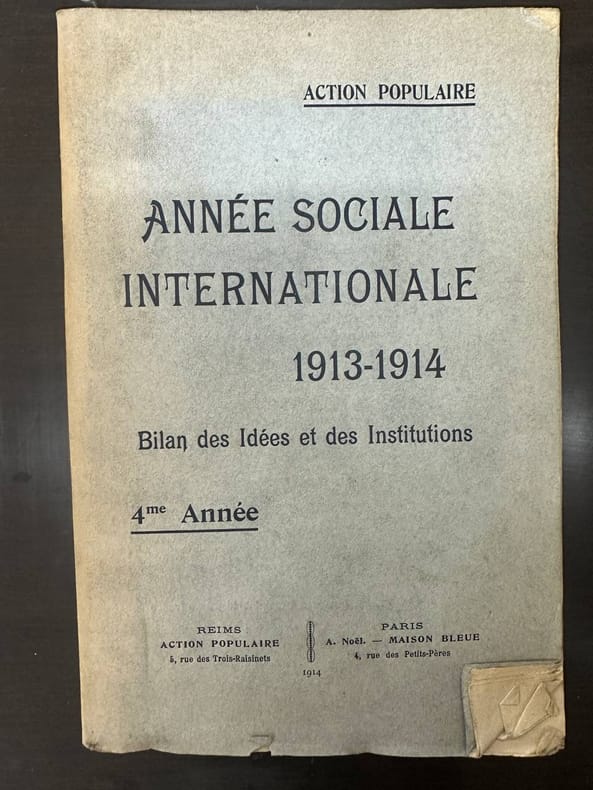 ACTION POPULAIRE
ANNÉE SOCIALE
INTERNATIONALE
1913-1914
Bilan des Idées et des Institutions
4me Année
REIMS
ACTION POPULAIRE
5, rue des Trois-Raisinets
PARIS
A. Noël. — MAISON BLEUE
4, rue des Petits-Pères
1914